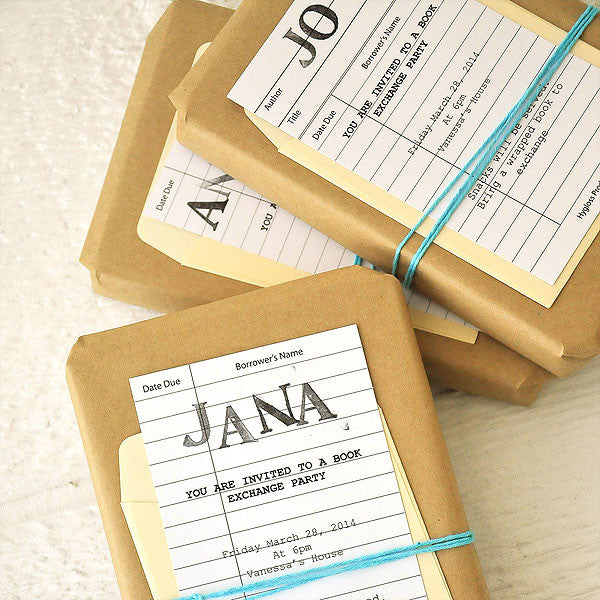 JO
Borrower's Name
Author
Title
Date Due
YOU ARE INVITED TO A BOOK
EXCHANGE PARTY
Friday March 28, 2014
At 6pm
Vanessa's House
Snacks will be served.
Bring a wrapped book to
exchange
Hygloss
Date Due
AN
YOU
Date Due
Borrower's Name
JANA
YOU ARE INVITED TO A BOOK
EXCHANGE PARTY
Friday March 28, 2014
At 6pm
Vanessa's House